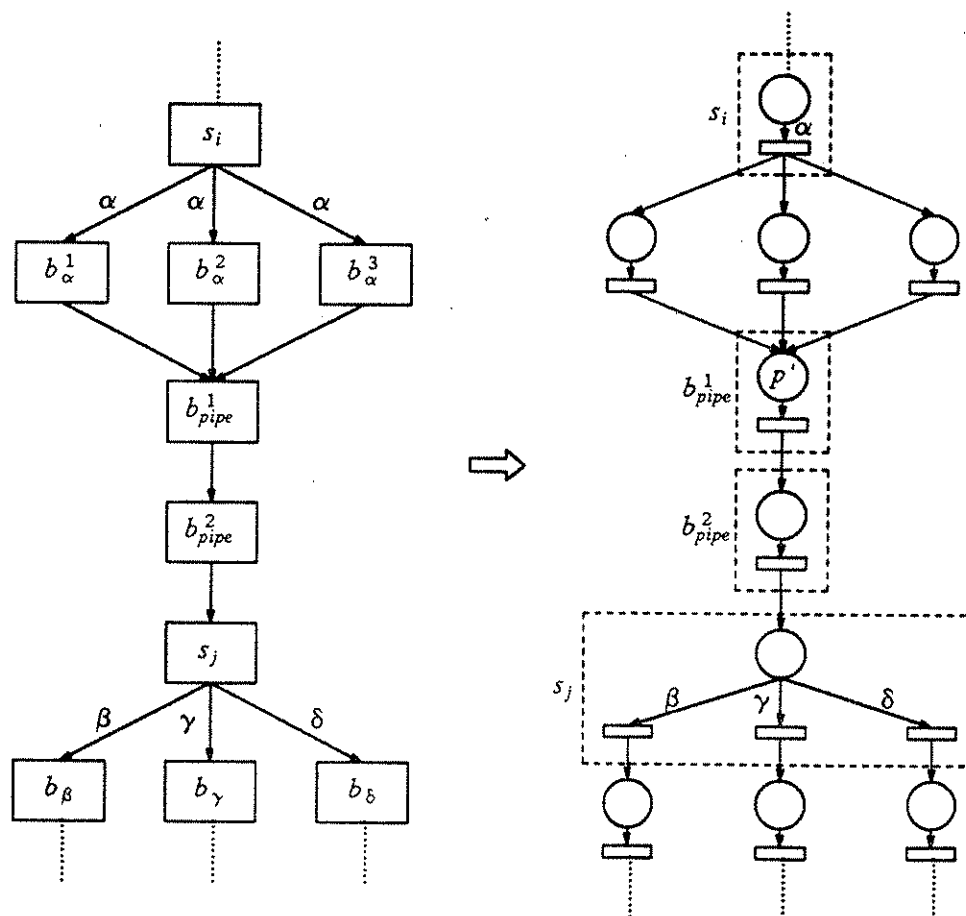 s_i
α α α
b_α^1 b_α^2 b_α^3
b_pipe^1
b_pipe^2
s_j
β γ δ
b_β b_γ b_δ
s_i
α
p'
b_pipe^1
b_pipe^2
s_j
β γ δ